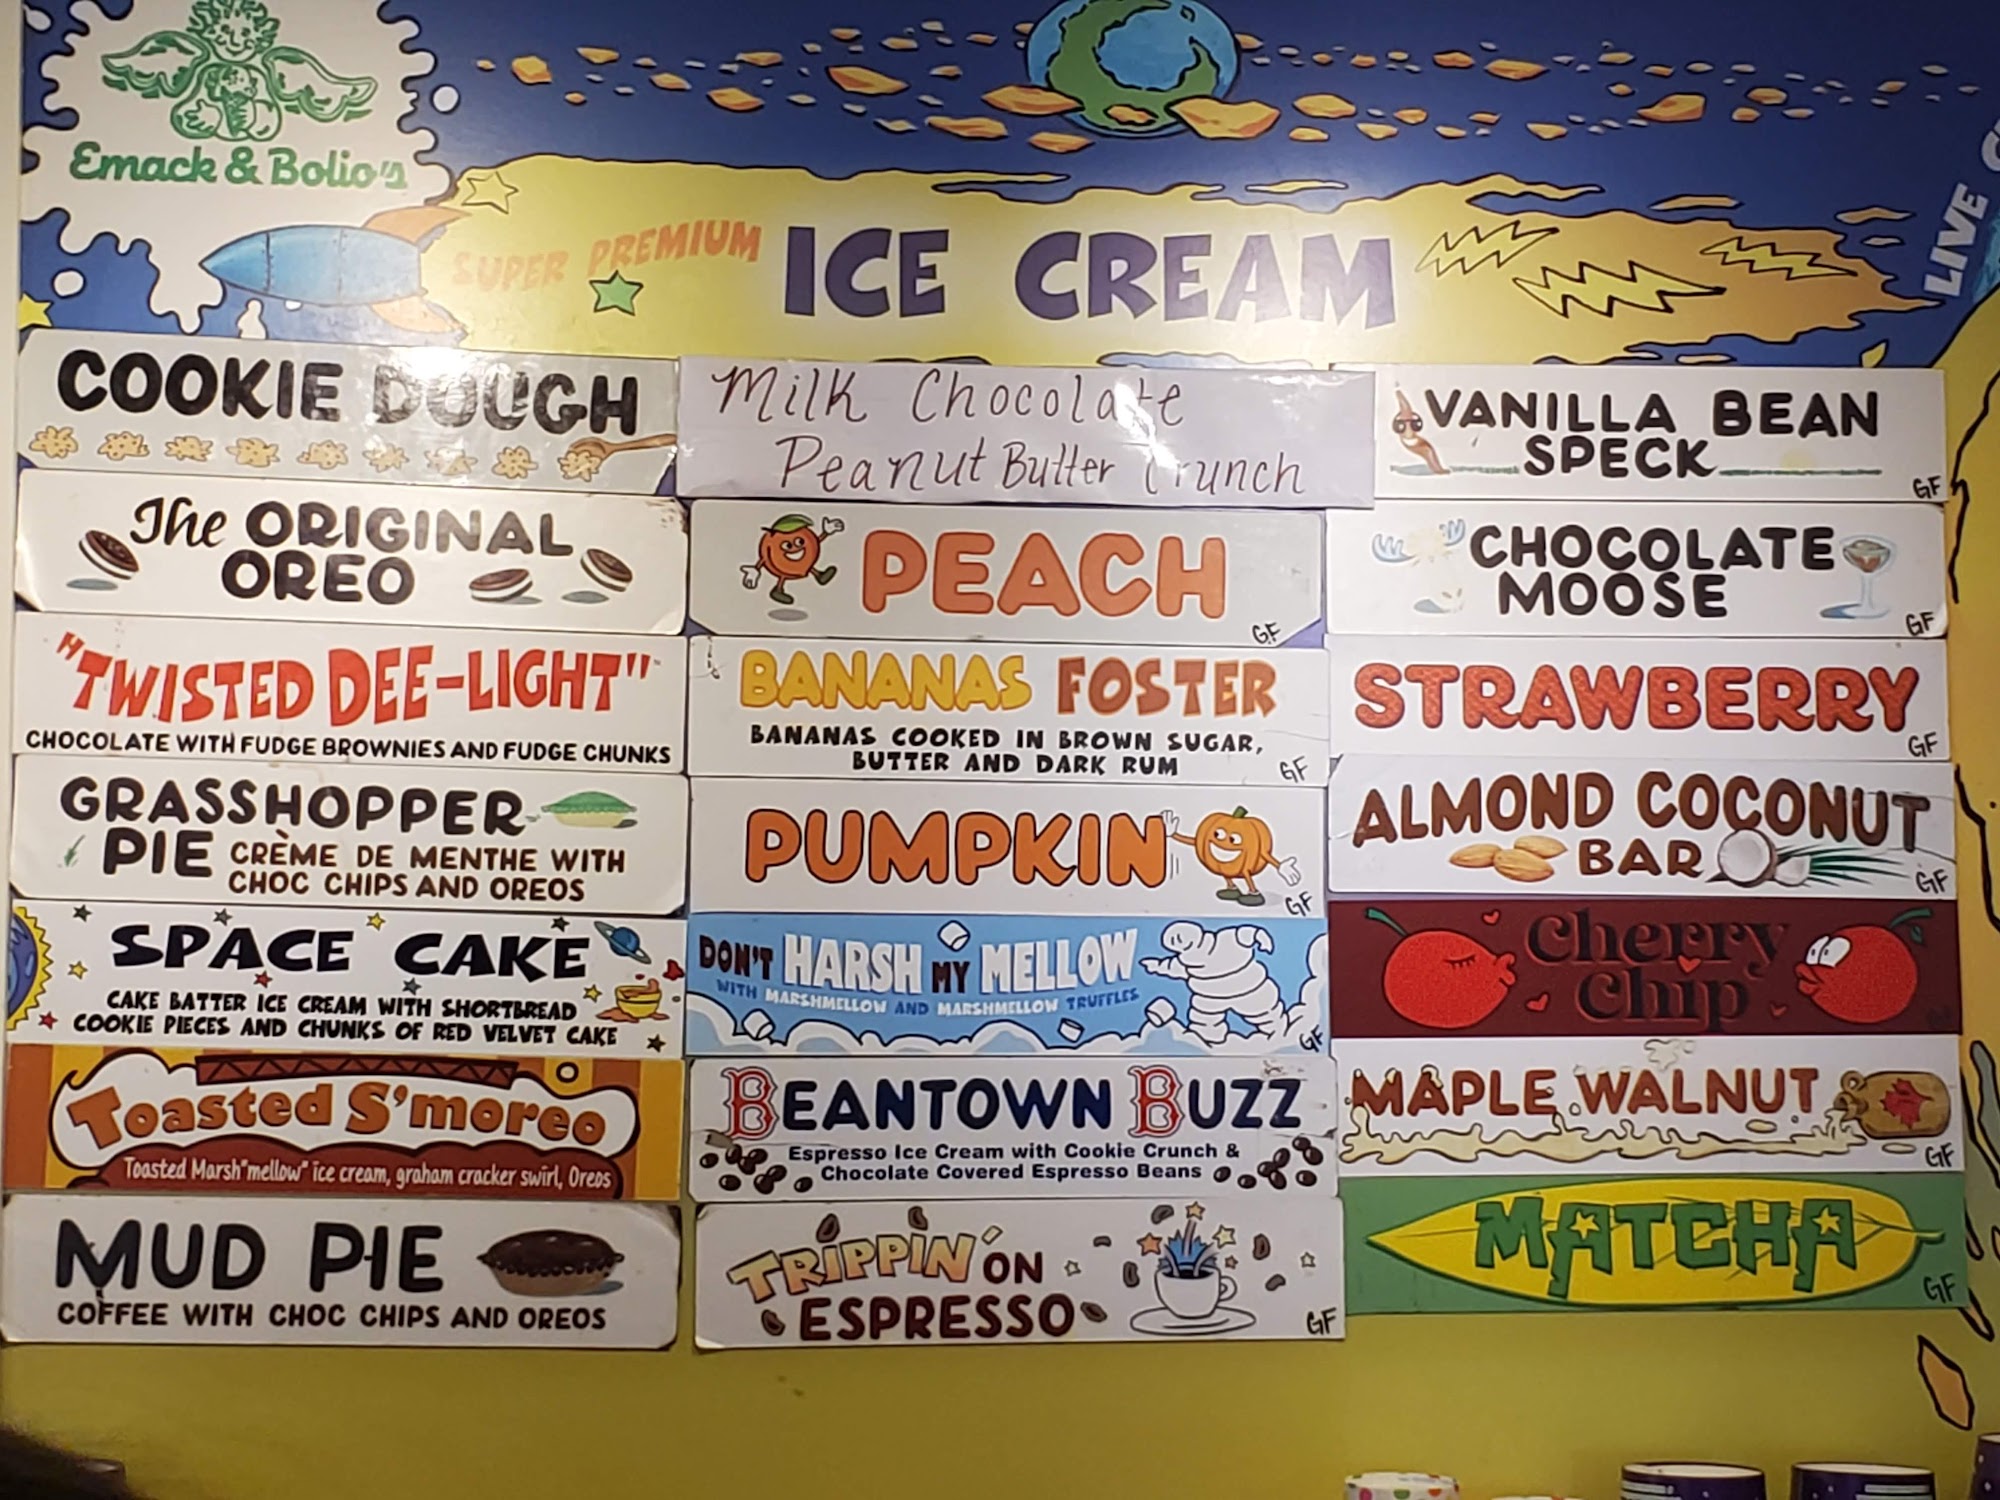 Emack & Bolio's
SUPER PREMIUM ICE CREAM
LIVE
COOKIE DOUGH
The ORIGINAL
OREO
"TWISTED DEE-LIGHT"
CHOCOLATE WITH FUDGE BROWNIES AND FUDGE CHUNKS
GRASSHOPPER
PIE CRÈME DE MENTHE WITH
CHOC CHIPS AND OREOS
SPACE CAKE
CAKE BATTER ICE CREAM WITH SHORTBREAD
COOKIE PIECES AND CHUNKS OF RED VELVET CAKE
Toasted S'moreo
Toasted Marsh"mellow" ice cream, graham cracker swirl, Oreos
MUD PIE
COFFEE WITH CHOC CHIPS AND OREOS
Milk Chocolate
Peanut Butter Crunch
PEACH
GF
BANANAS FOSTER
BANANAS COOKED IN BROWN SUGAR,
BUTTER AND DARK RUM
GF
PUMPKIN
GF
DON'T HARSH MY MELLOW
WITH MARSHMELLOW AND MARSHMELLOW TRUFFLES
GF
BEANTOWN BUZZ
Espresso Ice Cream with Cookie Crunch &
Chocolate Covered Espresso Beans
TRIPPIN' ON
ESPRESSO
GF
VANILLA BEAN
SPECK
GF
CHOCOLATE
MOOSE
GF
STRAWBERRY
GF
ALMOND COCONUT
BAR
GF
Cherry
Chip
MAPLE WALNUT
GF
MATCHA
GF